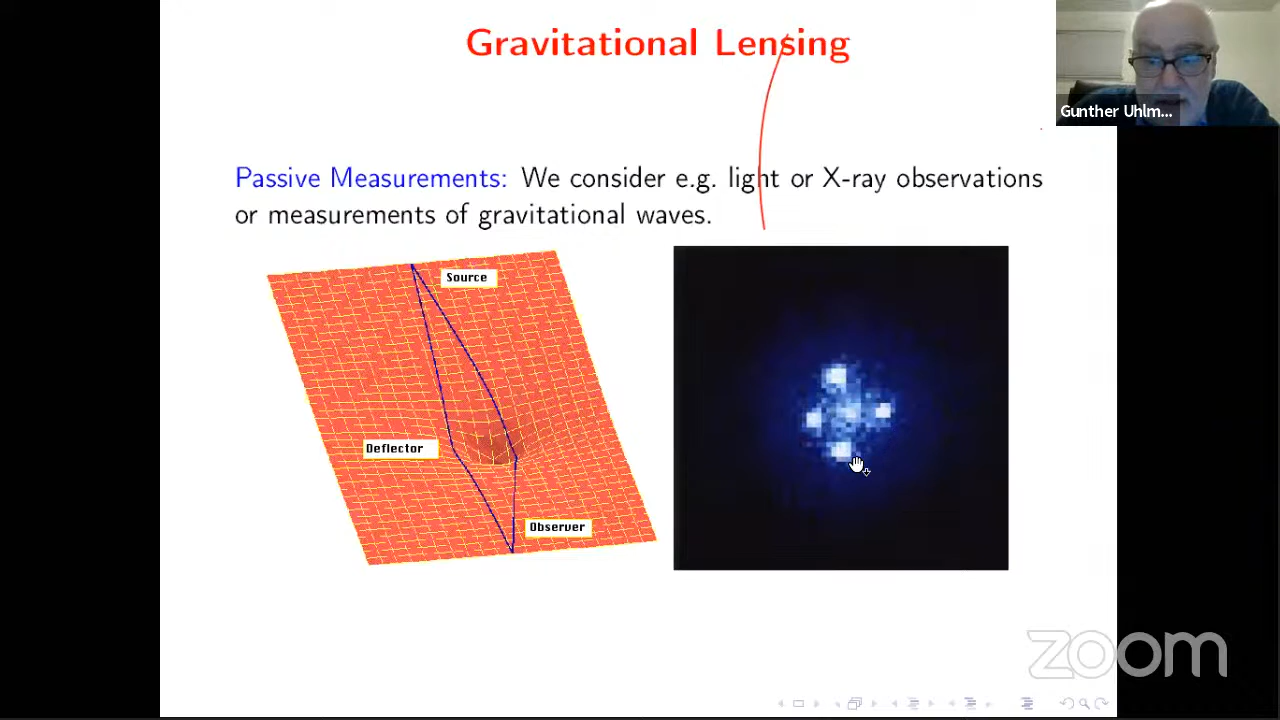 Gravitational Lensing
Gunther Uhlm...
Passive Measurements: We consider e.g. light or X-ray observations
or measurements of gravitational waves.
Source
Deflector
Observer
zoom